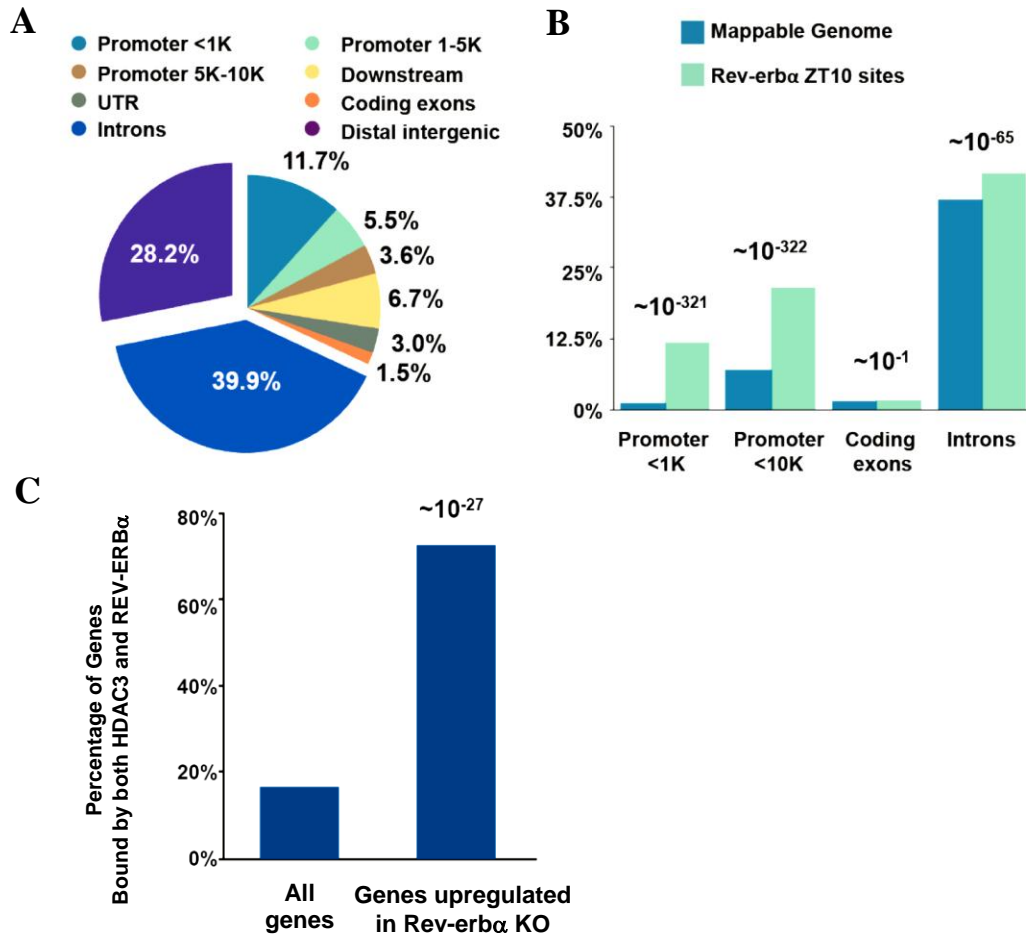 A
Promoter <1K
Promoter 1-5K
Promoter 5K-10K
Downstream
UTR
Coding exons
Introns
Distal intergenic
11.7%
5.5%
3.6%
6.7%
3.0%
1.5%
28.2%
39.9%
B
Mappable Genome
Rev-erbα ZT10 sites
50%
37.5%
25%
12.5%
0%
~10-321
~10-322
~10-1
~10-65
Promoter
<1K
Promoter
<10K
Coding
exons
Introns
C
Percentage of Genes
Bound by both HDAC3 and REV-ERBα
80%
60%
40%
20%
0%
~10-27
All
genes
Genes upregulated
in Rev-erbα KO